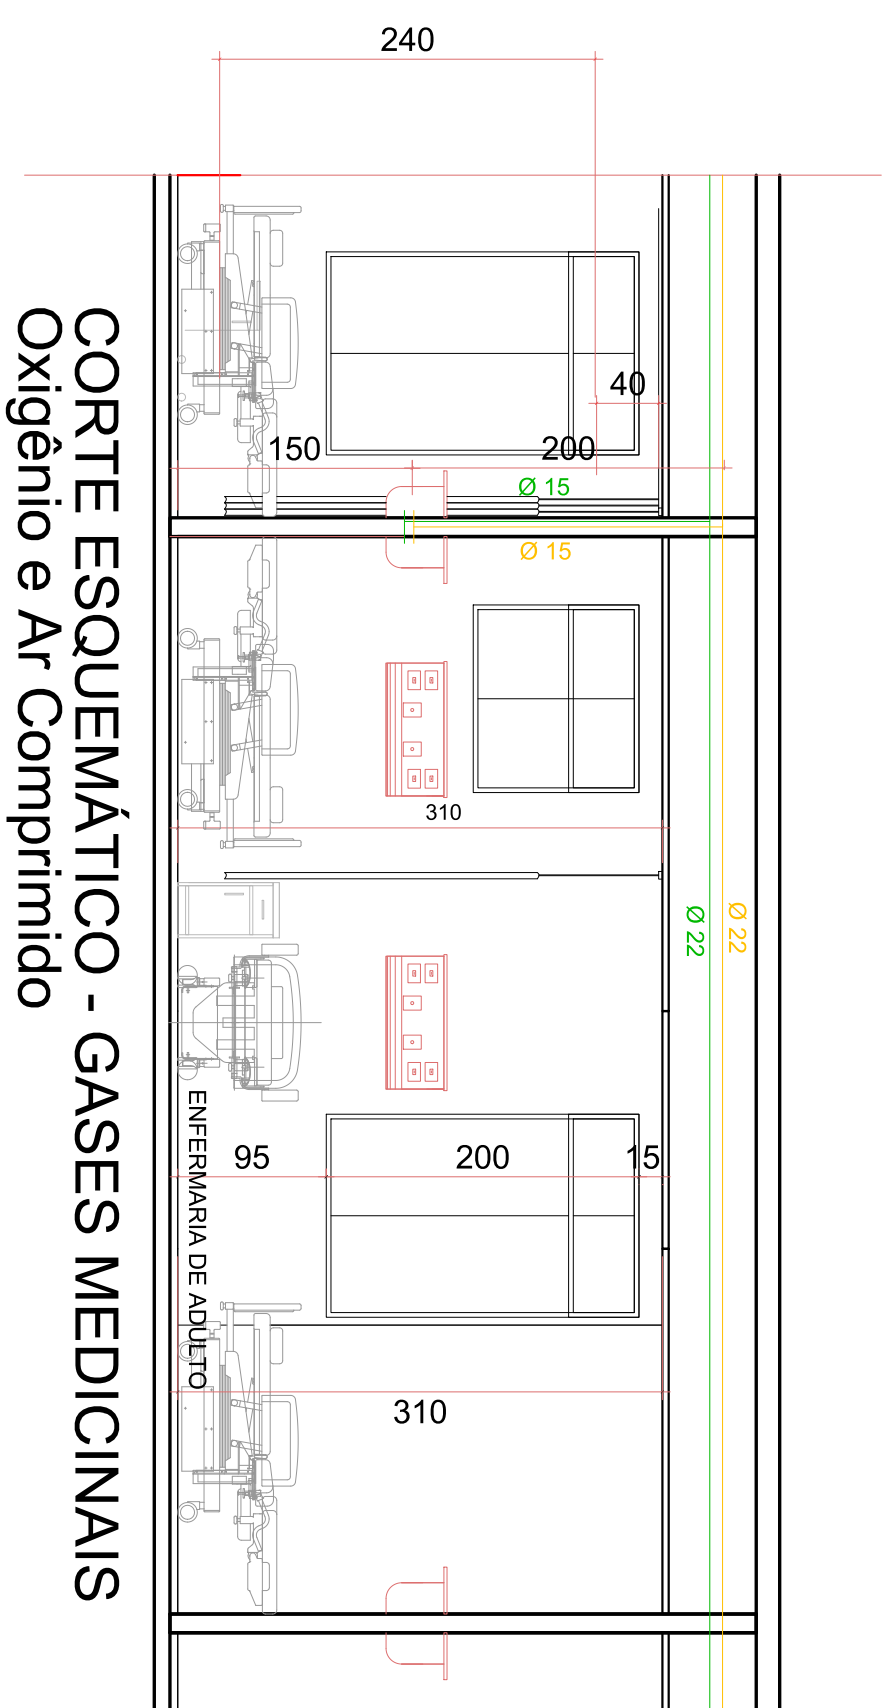 240
40
150
200
Ø 15
Ø 15
310
Ø 22
Ø 22
95
200
15
ENFERMARIA DE ADULTO
310
CORTE ESQUEMÁTICO - GASES MEDICINAIS
Oxigênio e Ar Comprimido